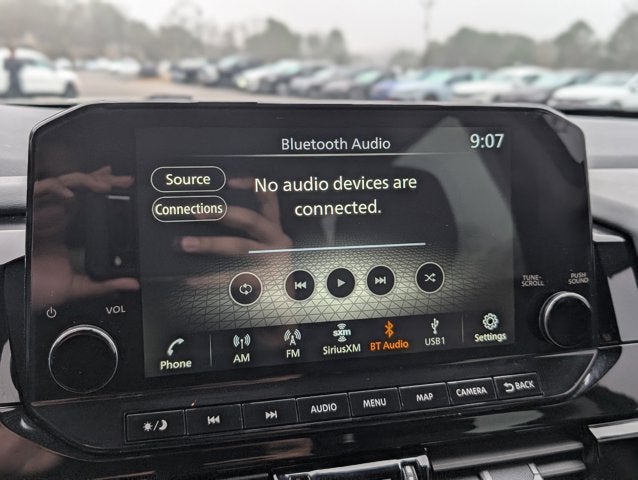 Bluetooth Audio
9:07
Source
No audio devices are
Connections
connected.
VOL
TUNE-
SCROLL
PUSH
SOUND
Phone
AM
FM
sxm
SiriusXM
BT Audio
USB1
Settings
AUDIO
MENU
MAP
CAMERA
BACK